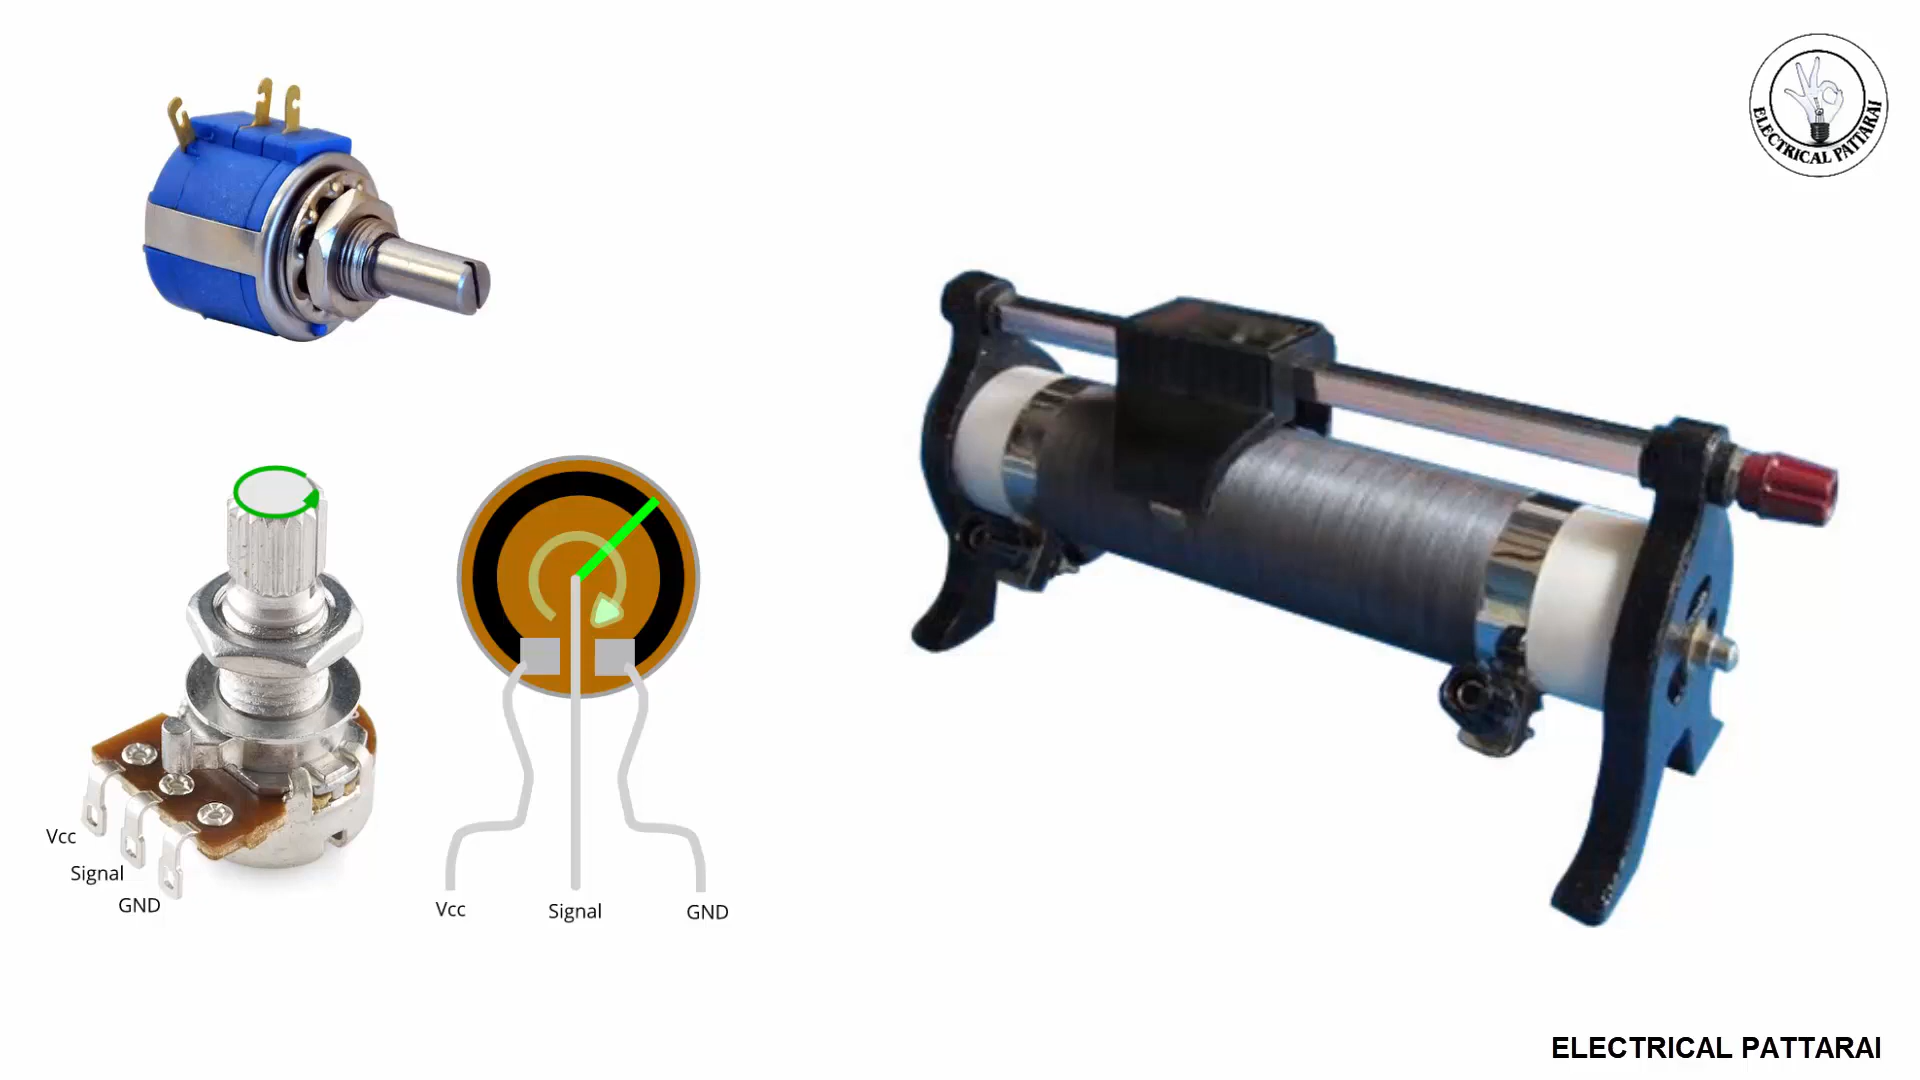 ELECTRICAL PATTARAI
Vcc
Signal
GND
Vcc
Signal
GND
ELECTRICAL PATTARAI